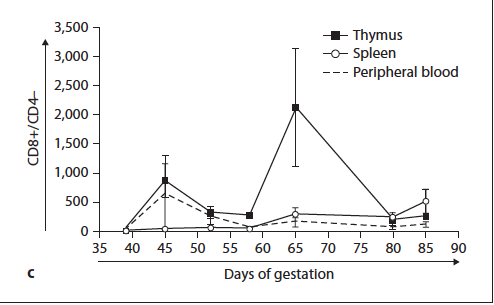 3,500
3,000
2,500
2,000
1,500
1,000
500
0
CD8+/CD4–
Thymus
Spleen
Peripheral blood
35 40 45 50 55 60 65 70 75 80 85 90
Days of gestation
c